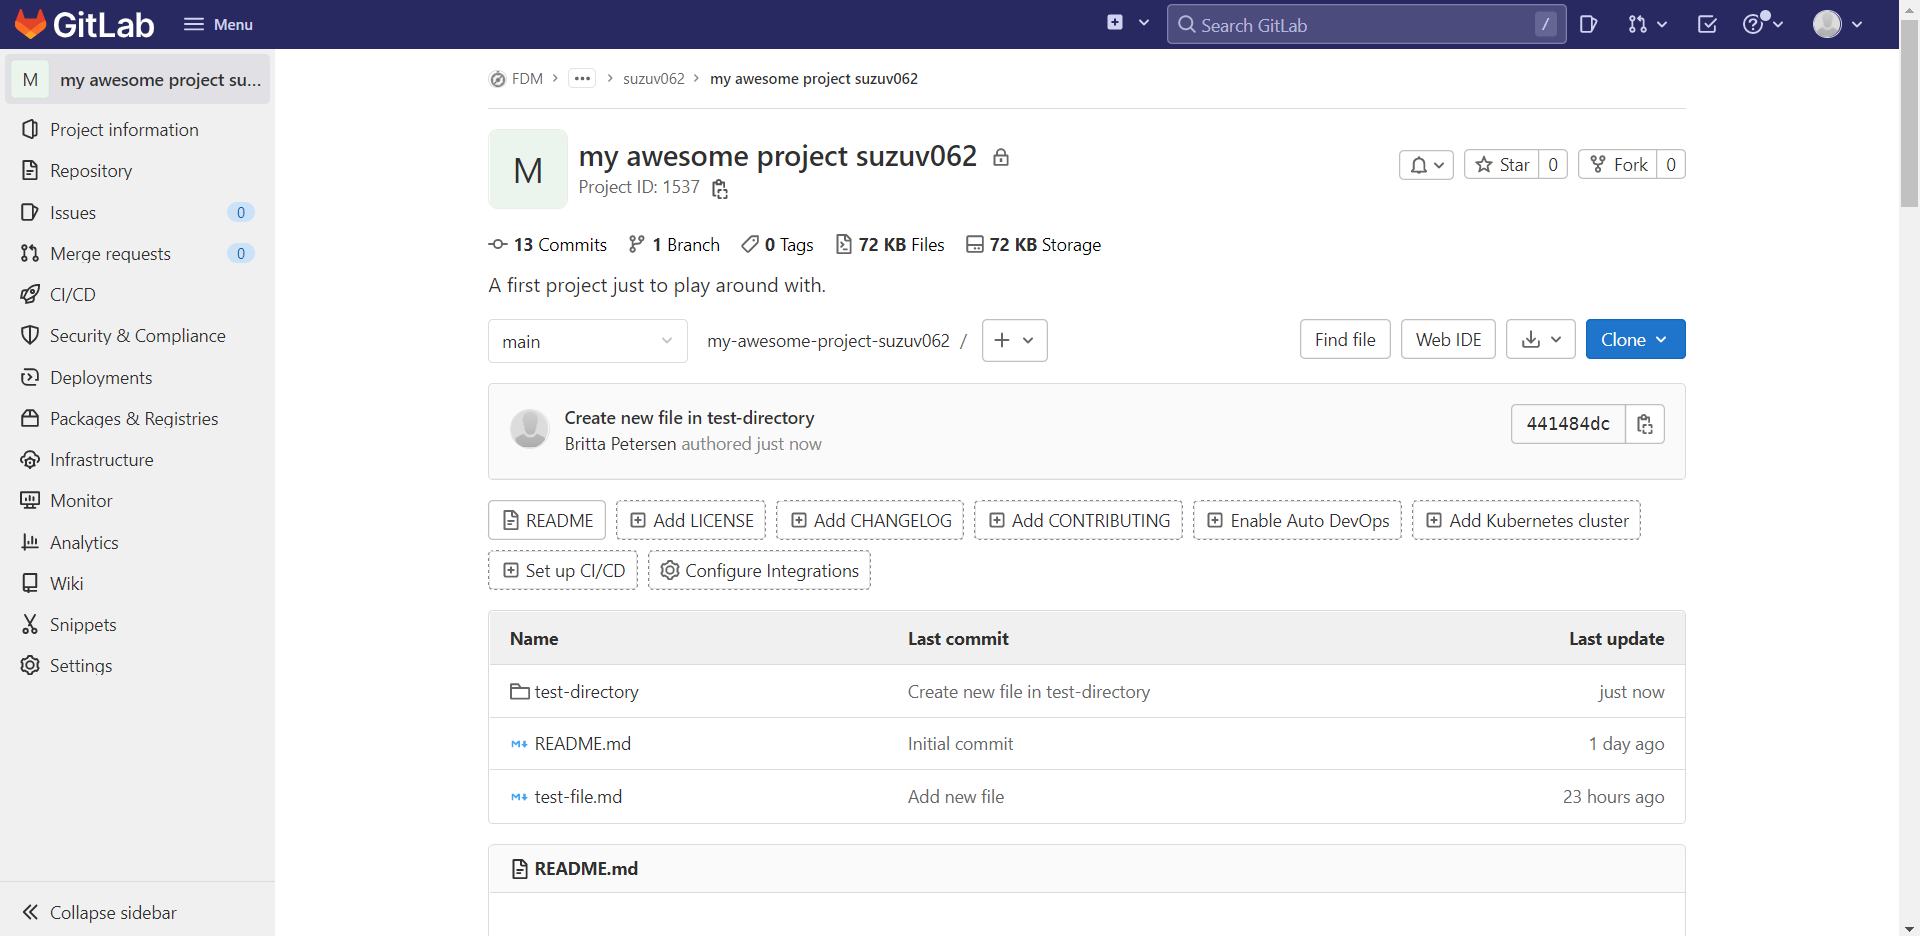 GitLab Menu Search GitLab /
M my awesome project su...
Project information
Repository
Issues 0
Merge requests 0
CI/CD
Security & Compliance
Deployments
Packages & Registries
Infrastructure
Monitor
Analytics
Wiki
Snippets
Settings
Collapse sidebar
FDM > ••• > suzuv062 > my awesome project suzuv062
M
my awesome project suzuv062
Project ID: 1537
Star 0 Fork 0
13 Commits 1 Branch 0 Tags 72 KB Files 72 KB Storage
A first project just to play around with.
main my-awesome-project-suzuv062 / + Find file Web IDE Clone
Create new file in test-directory
Britta Petersen authored just now
441484dc
README Add LICENSE Add CHANGELOG Add CONTRIBUTING Enable Auto DevOps Add Kubernetes cluster
Set up CI/CD Configure Integrations
Name Last commit Last update
test-directory Create new file in test-directory just now
README.md Initial commit 1 day ago
test-file.md Add new file 23 hours ago
README.md